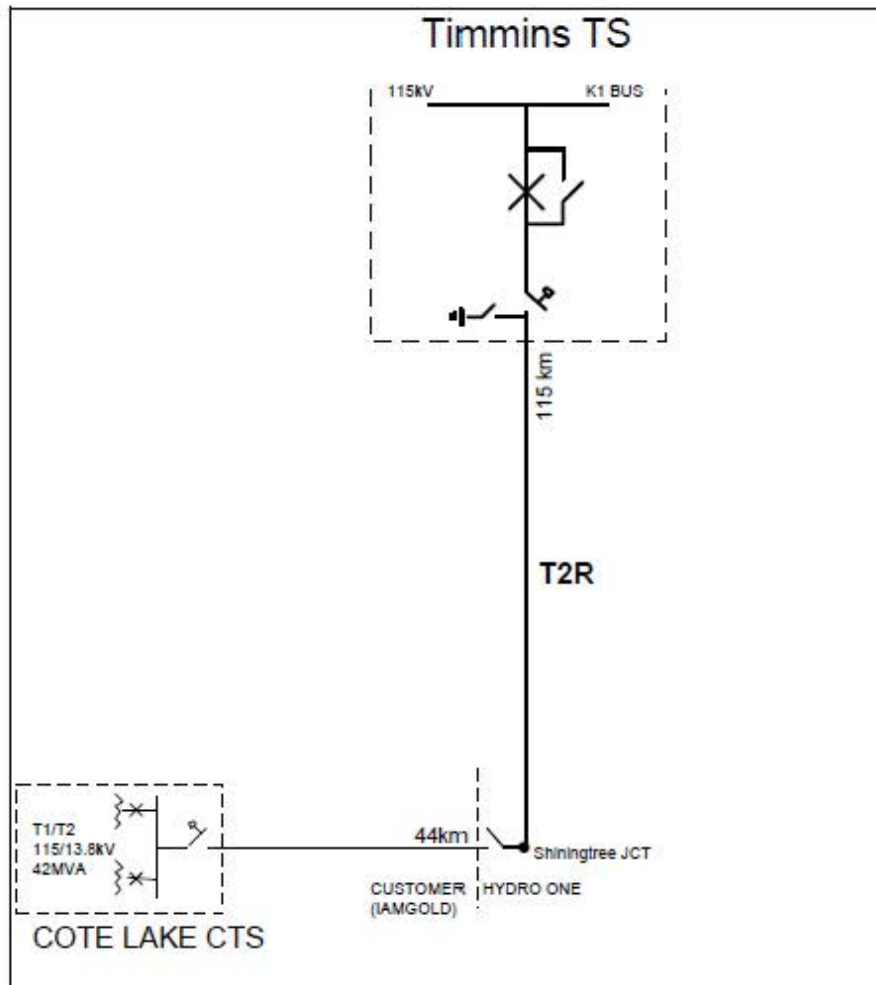 Timmins TS
115kV
K1 BUS
115 km
T2R
T1/T2
115/13.8kV
42MVA
44km
Shiningtree JCT
CUSTOMER
(IAMGOLD)
HYDRO ONE
COTE LAKE CTS